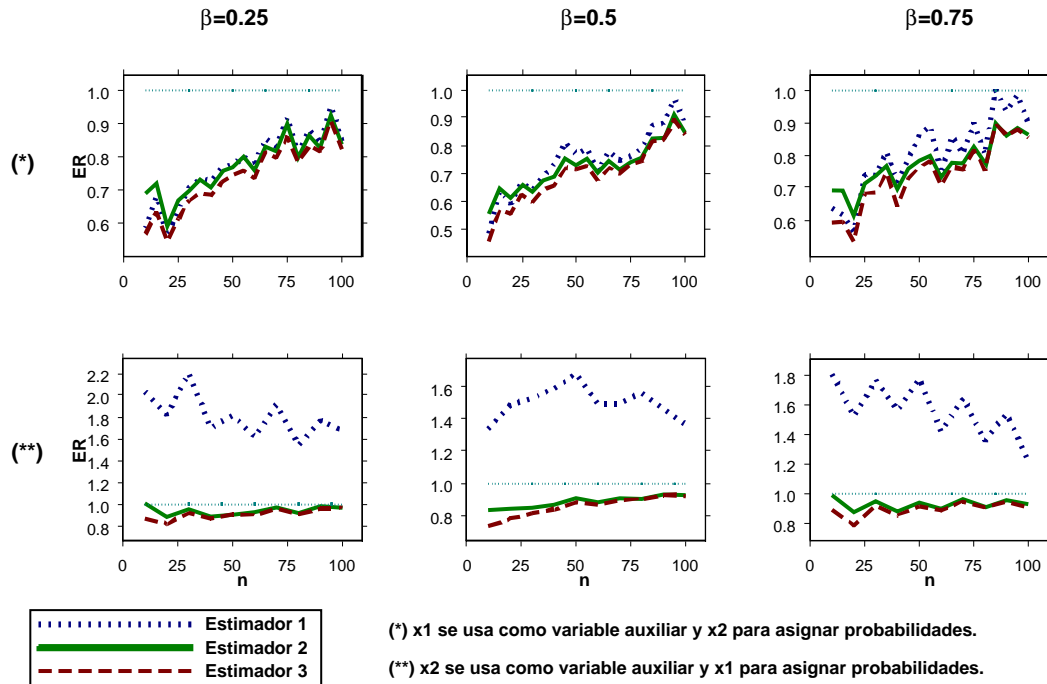 β=0.25 β=0.5 β=0.75
(*)
ER
1.0 0.9 0.8 0.7 0.6
0 25 50 75 100
1.0 0.9 0.8 0.7 0.6 0.5
0 25 50 75 100
1.0 0.9 0.8 0.7 0.6
0 25 50 75 100
(**)
ER
2.2 2.0 1.8 1.6 1.4 1.2 1.0 0.8
0 25 50 75 100
n
1.6 1.4 1.2 1.0 0.8
0 25 50 75 100
n
1.8 1.6 1.4 1.2 1.0 0.8
0 25 50 75 100
n
Estimador 1
Estimador 2
Estimador 3
(*) x1 se usa como variable auxiliar y x2 para asignar probabilidades.
(**) x2 se usa como variable auxiliar y x1 para asignar probabilidades.